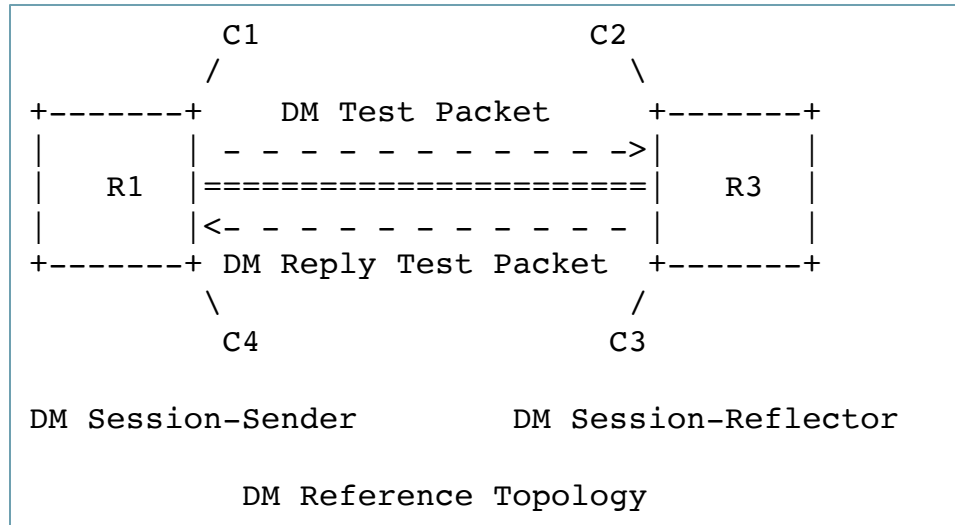 C1 C2
/ \
+-------+ DM Test Packet +-------+
| | - - - - - - - - - - - ->| |
| R1 |=======================| R3 |
| |<- - - - - - - - - - - - | |
+-------+ DM Reply Test Packet +-------+
\ /
C4 C3
DM Session-Sender DM Session-Reflector
DM Reference Topology